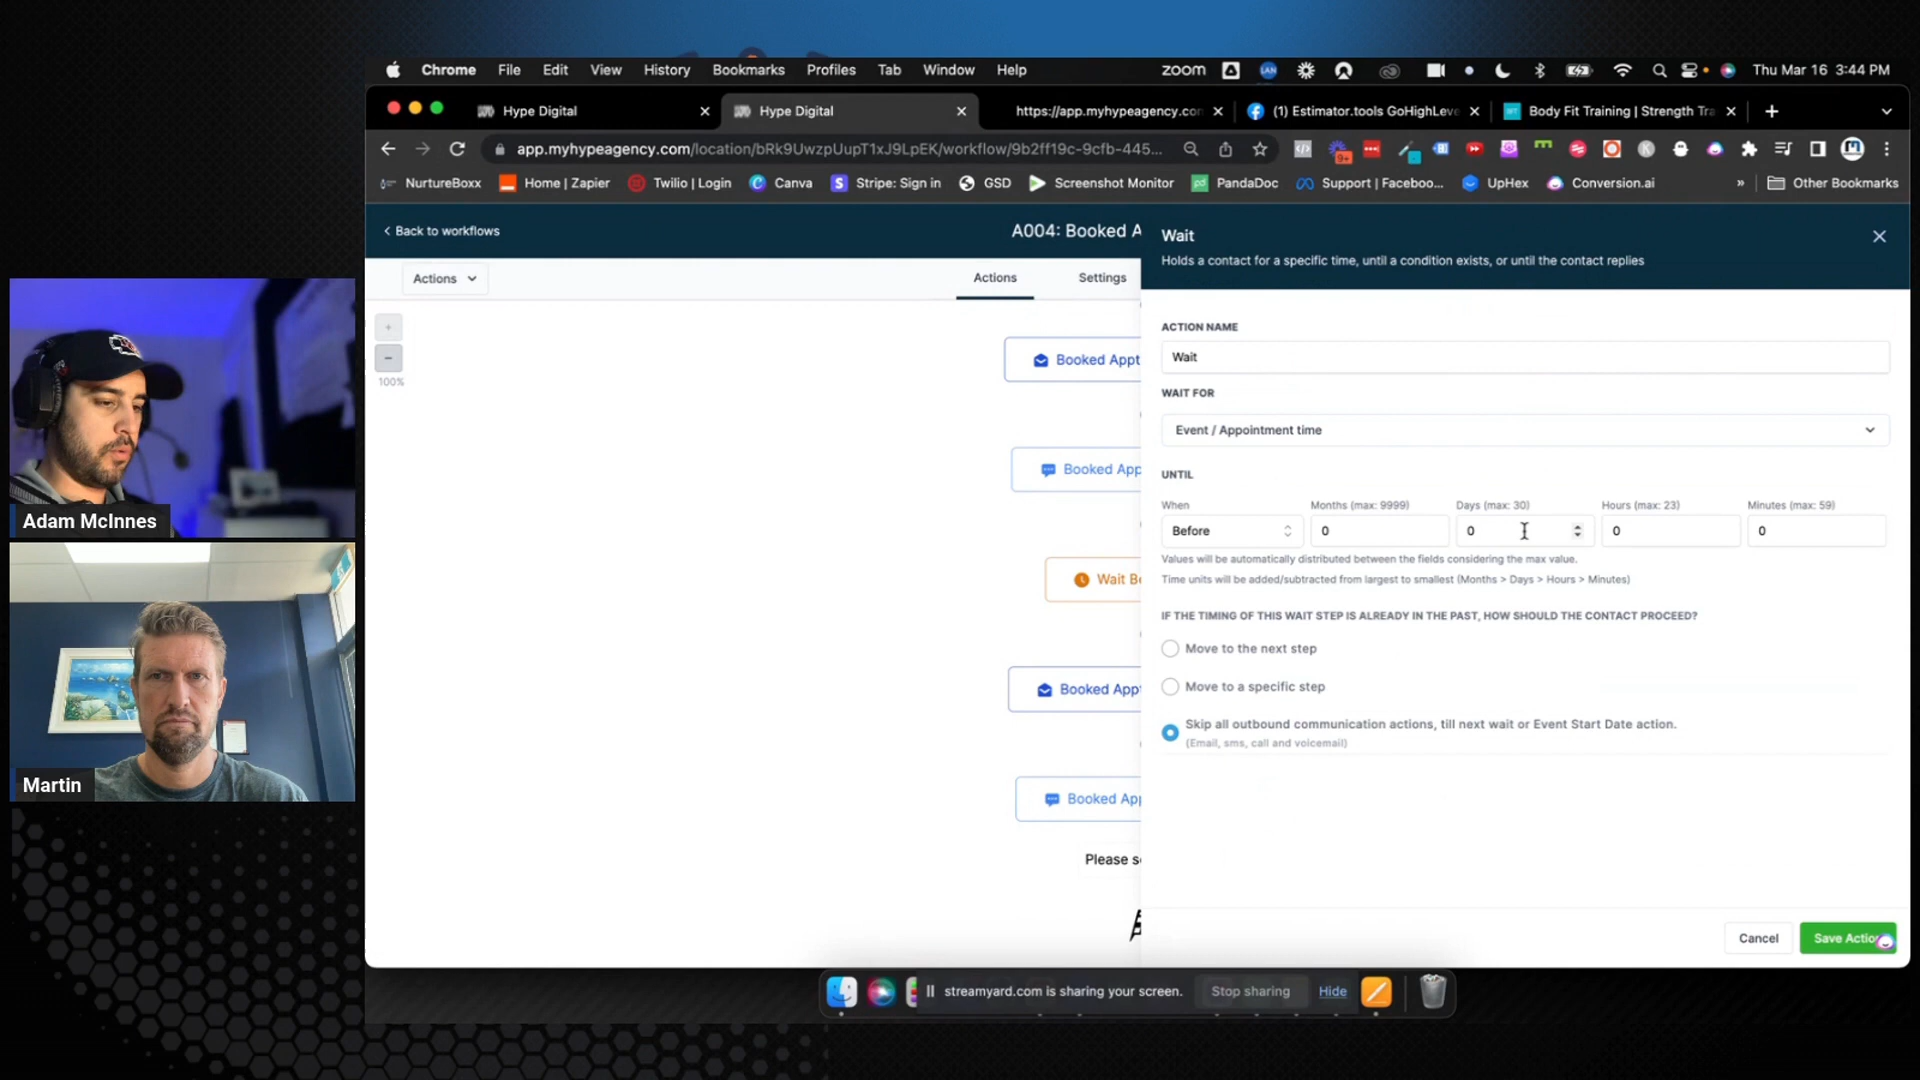 Chrome File Edit View History Bookmarks Profiles Tab Window Help zoom LAN Thu Mar 16 3:44 PM
Hype Digital
Hype Digital
https://app.myhypeagency.con
(1) Estimator.tools GoHighLeve
Body Fit Training | Strength Tra
app.myhypeagency.com/location/bRk9UwzpUupT1xJ9LpEK/workflow/9b2ff19c-9cfb-445...
9+
NurtureBoxx Home | Zapier Twilio | Login Canva Stripe: Sign in GSD Screenshot Monitor PandaDoc Support | Faceboo... UpHex Conversion.ai » Other Bookmarks
Back to workflows
A004: Booked A
Actions
Actions Settings
100%
Booked Appt
Booked App
Wait Be
Booked Appt
Booked App
Please s
Wait
Holds a contact for a specific time, until a condition exists, or until the contact replies
ACTION NAME
Wait
WAIT FOR
Event / Appointment time
UNTIL
When Months (max: 9999) Days (max: 30) Hours (max: 23) Minutes (max: 59)
Before 0 0 0 0
Values will be automatically distributed between the fields considering the max value.
Time units will be added/subtracted from largest to smallest (Months > Days > Hours > Minutes)
IF THE TIMING OF THIS WAIT STEP IS ALREADY IN THE PAST, HOW SHOULD THE CONTACT PROCEED?
Move to the next step
Move to a specific step
Skip all outbound communication actions, till next wait or Event Start Date action.
(Email, sms, call and voicemail)
Cancel Save Actio
streamyard.com is sharing your screen. Stop sharing Hide
Adam McInnes
Martin